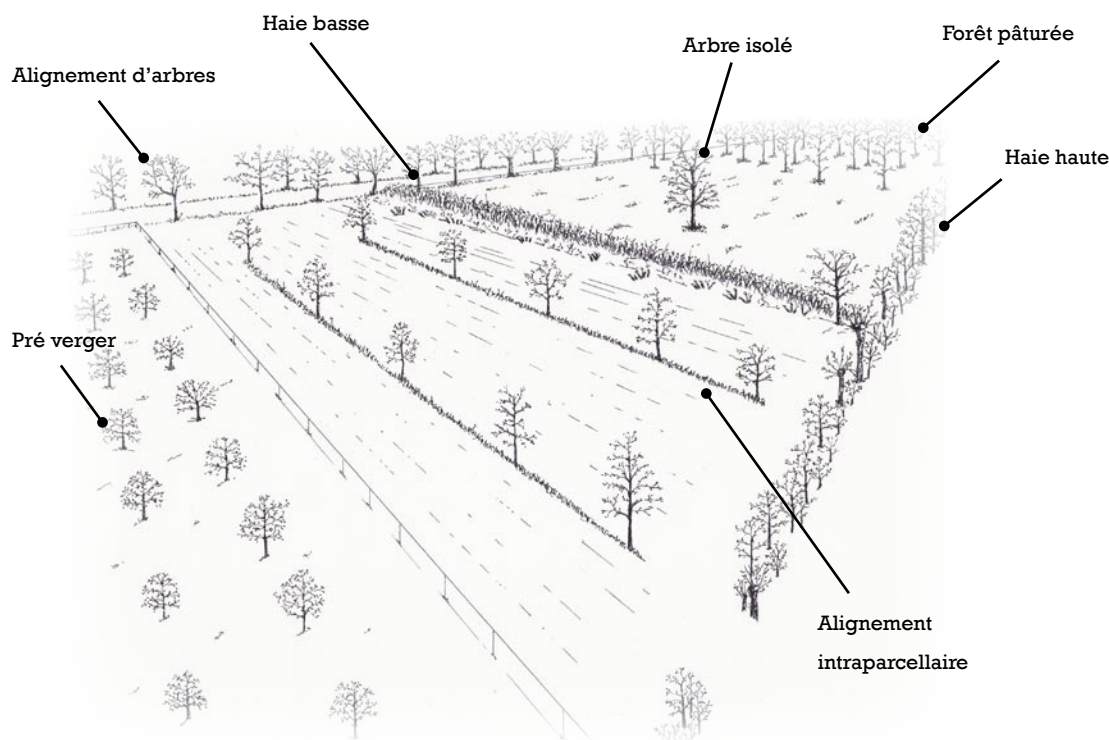 Haie basse
Arbre isolé
Forêt pâturée
Alignement d'arbres
Haie haute
Pré verger
Alignement
intraparcellaire